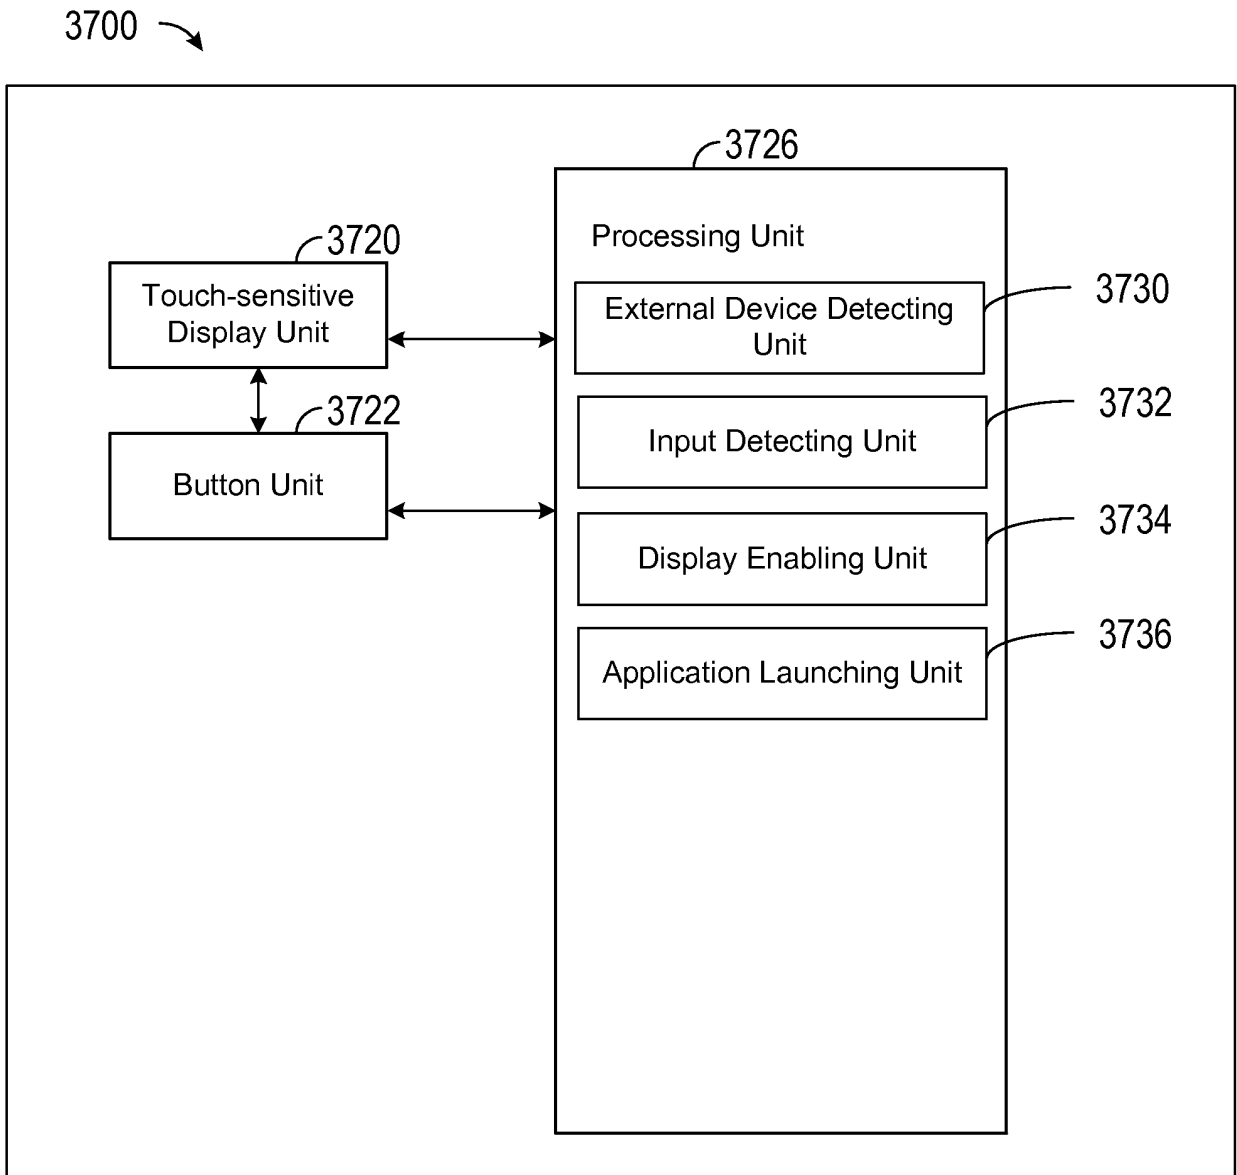 3700
3726
Processing Unit
3720
Touch-sensitive
Display Unit
3722
Button Unit
External Device Detecting
Unit
3730
Input Detecting Unit
3732
Display Enabling Unit
3734
Application Launching Unit
3736